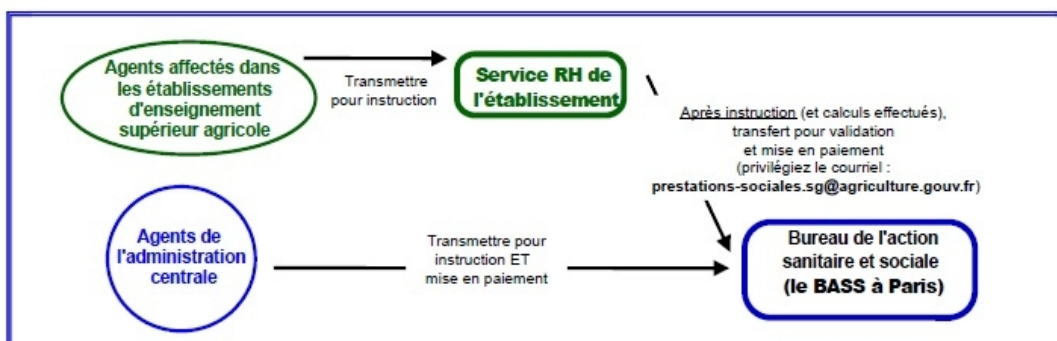 Agents affectés dans
les établissements
d'enseignement
supérieur agricole
Transmettre
pour instruction
Service RH de
l'établissement
Après instruction (et calculs effectués),
transfert pour validation
et mise en paiement
(privilégiez le courriel :
prestations-sociales.sg@agriculture.gouv.fr)
Agents de
l'administration
centrale
Transmettre pour
instruction ET
mise en paiement
Bureau de l'action
sanitaire et sociale
(le BASS à Paris)